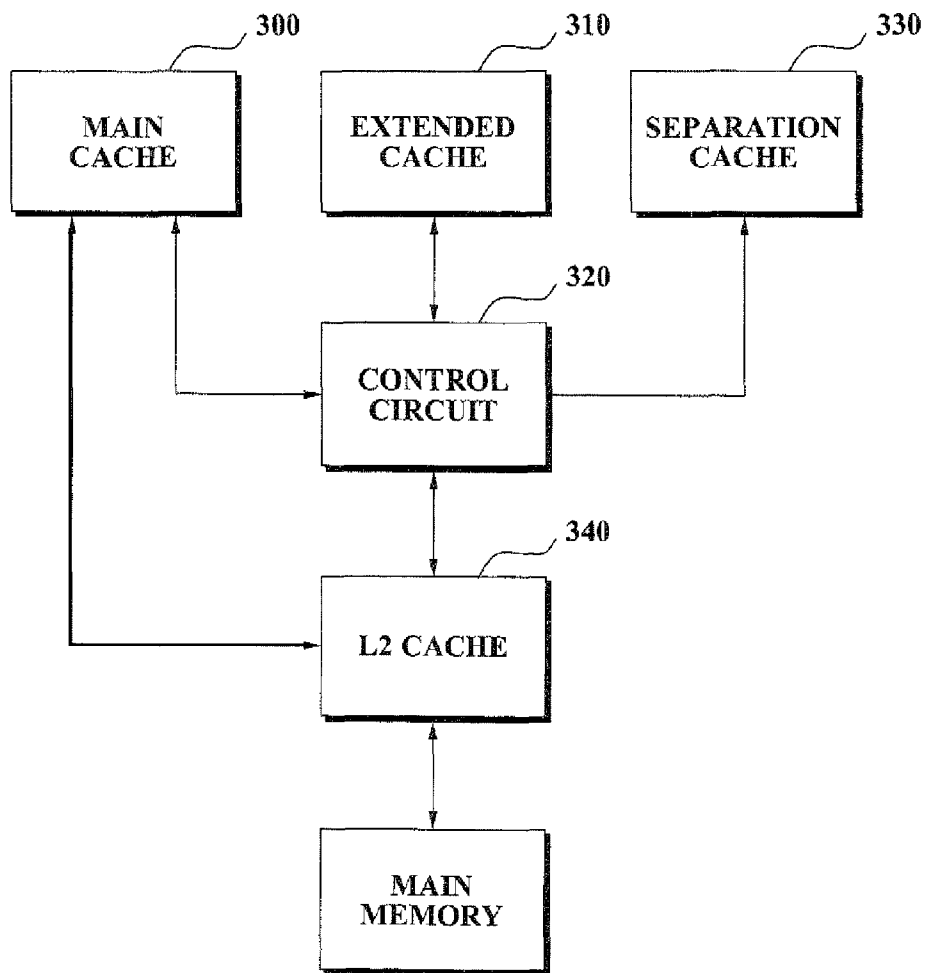 300
310
330
MAIN
CACHE
EXTENDED
CACHE
SEPARATION
CACHE
320
CONTROL
CIRCUIT
340
L2 CACHE
MAIN
MEMORY